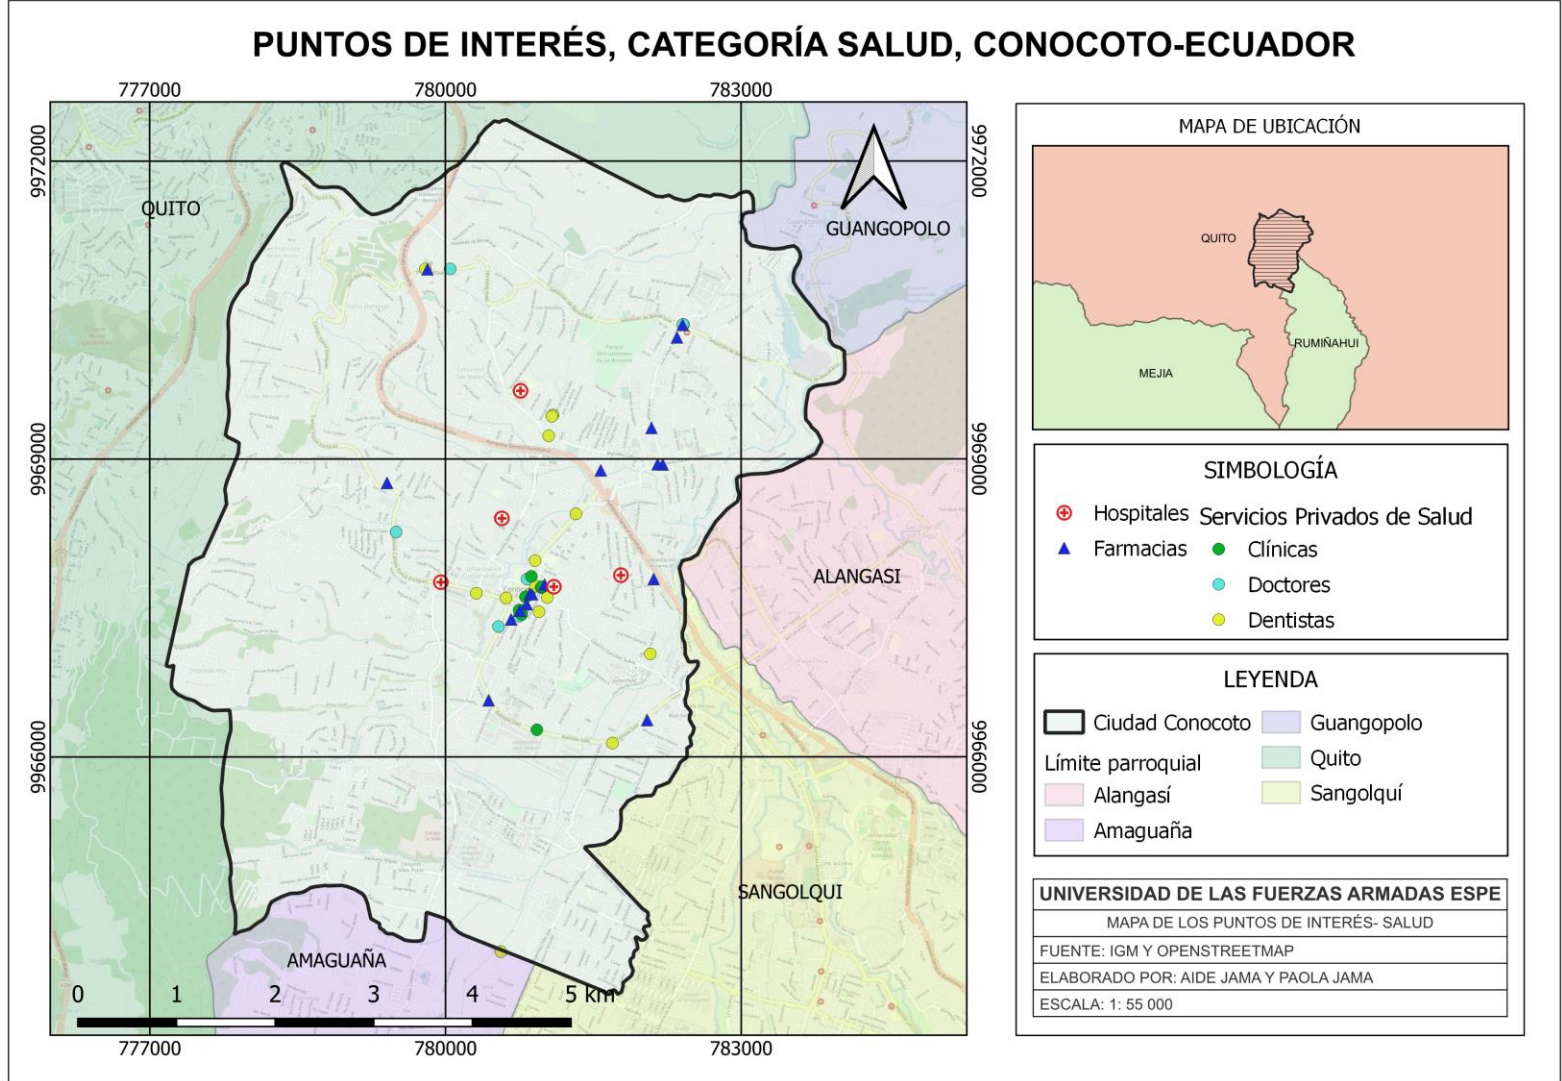 PUNTOS DE INTERÉS, CATEGORÍA SALUD, CONOCOTO-ECUADOR
777000 780000 783000
9972000 9972000
QUITO
GUANGOPOLO
9969000 9969000
ALANGASI
9966000 9966000
SANGOLQUI
AMAGUAÑA
0 1 2 3 4 5 km
777000 780000 783000
MAPA DE UBICACIÓN
QUITO
RUMIÑAHUI
MEJIA
SIMBOLOGÍA
Hospitales Servicios Privados de Salud
Farmacias Clínicas
Doctores
Dentistas
LEYENDA
Ciudad Conocoto Guangopolo
Límite parroquial Quito
Alangasí Sangolquí
Amaguaña
UNIVERSIDAD DE LAS FUERZAS ARMADAS ESPE
MAPA DE LOS PUNTOS DE INTERÉS- SALUD
FUENTE: IGM Y OPENSTREETMAP
ELABORADO POR: AIDE JAMA Y PAOLA JAMA
ESCALA: 1: 55 000